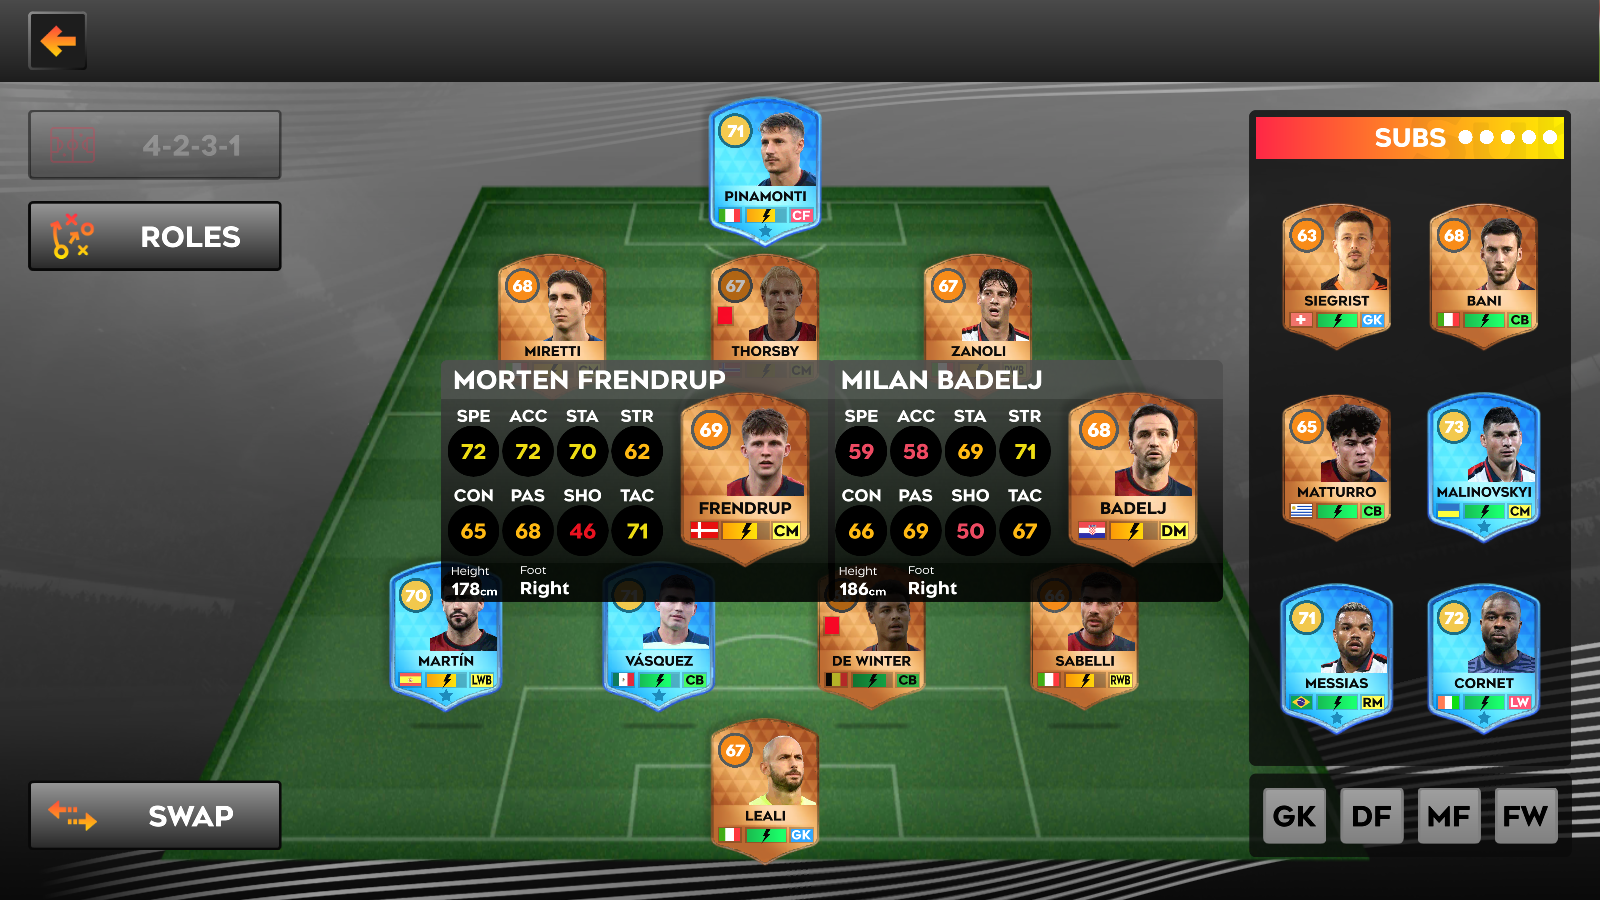 4-2-3-1
ROLES
SWAP
71
PINAMONTI
CF
68
MIRETTI
CM
67
THORSBY
CM
67
ZANOLI
RWB
MORTEN FRENDRUP
SPE ACC STA STR
72 72 70 62
CON PAS SHO TAC
65 68 46 71
Height Foot
178cm Right
69
FRENDRUP
CM
MILAN BADELJ
SPE ACC STA STR
59 58 69 71
CON PAS SHO TAC
66 69 50 67
Height Foot
186cm Right
68
BADELJ
DM
70
MARTÍN
LWB
71
VÁSQUEZ
CB
DE WINTER
CB
66
SABELLI
RWB
67
LEALI
GK
SUBS
63
SIEGRIST
GK
68
BANI
CB
65
MATTURRO
CB
73
MALINOVSKYI
CM
71
MESSIAS
RM
72
CORNET
LW
GK DF MF FW